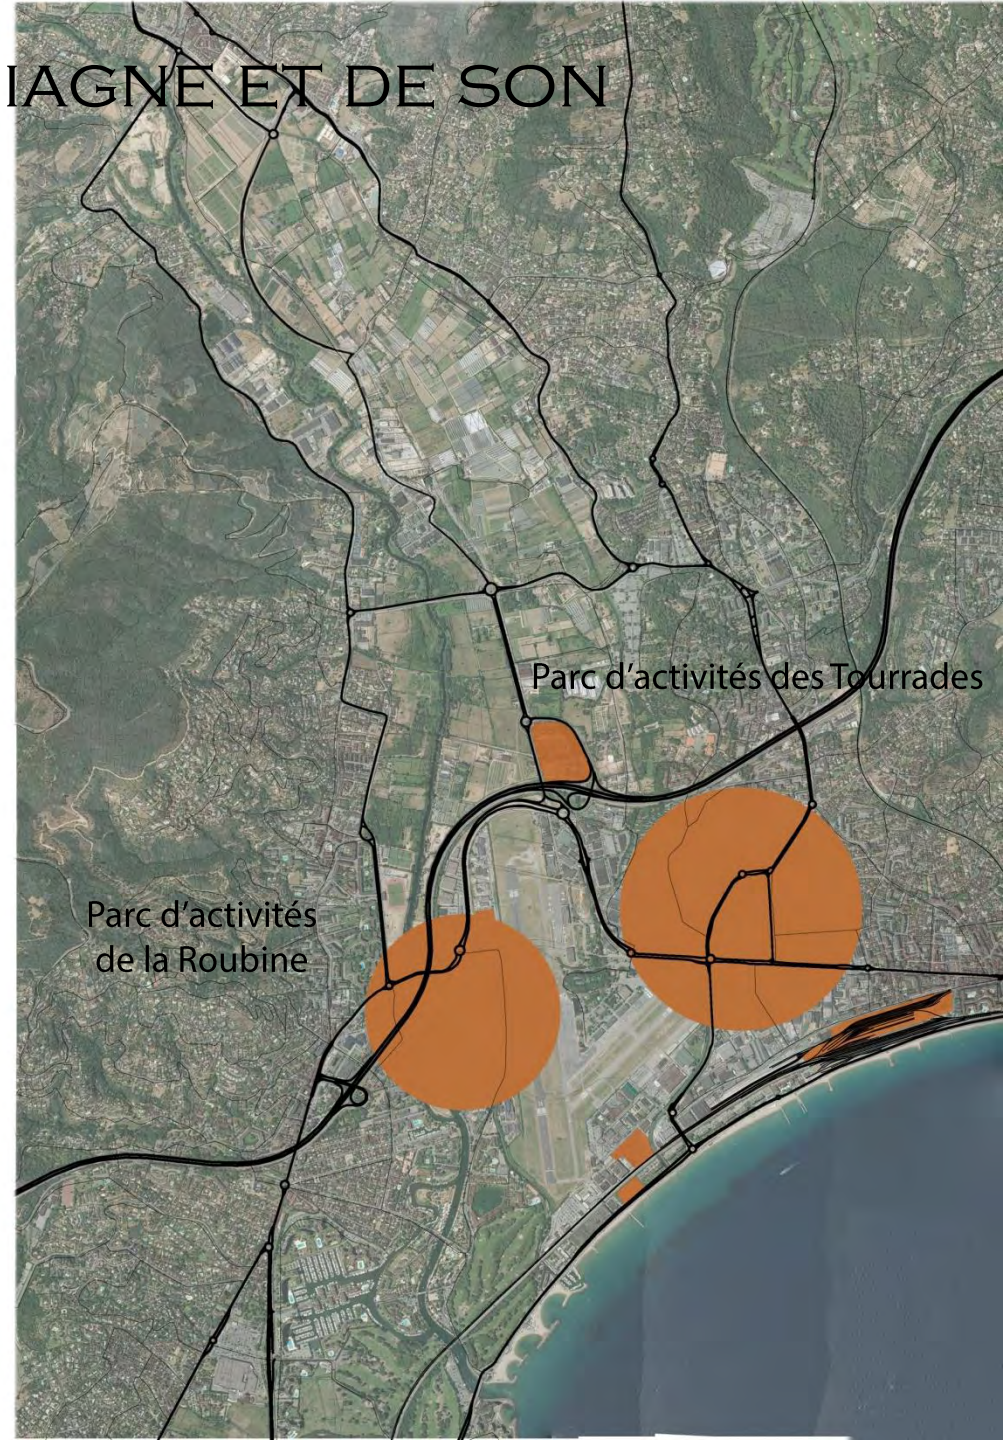 IAGNE ET DE SON
Parc d’activités des Tourrades
Parc d’activités
de la Roubine